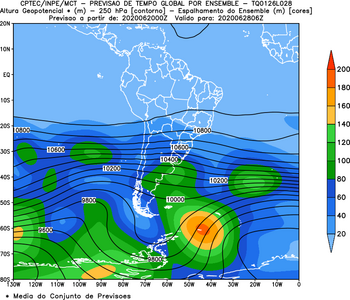 CPTEC/INPE/MCT - PREVISAO DE TEMPO GLOBAL POR ENSEMBLE - TQ0126L028
Altura Geopotencial * (m) - 250 hPa [contorno] - Espalhamento do Ensemble (m) [cores]
Previsao a partir de: 2020062000Z Valido para: 2020062806Z
20N
10N
EQ
10S
20S
30S
40S
50S
60S
70S
80S
130W 120W 110W 100W 90W 80W 70W 60W 50W 40W 30W 20W 10W 0
10800
10800
10600
10600
10400
10200
10200
10000
9800
9600
9800
200
180
160
140
120
100
80
60
40
20
* Media do Conjunto de Previsoes